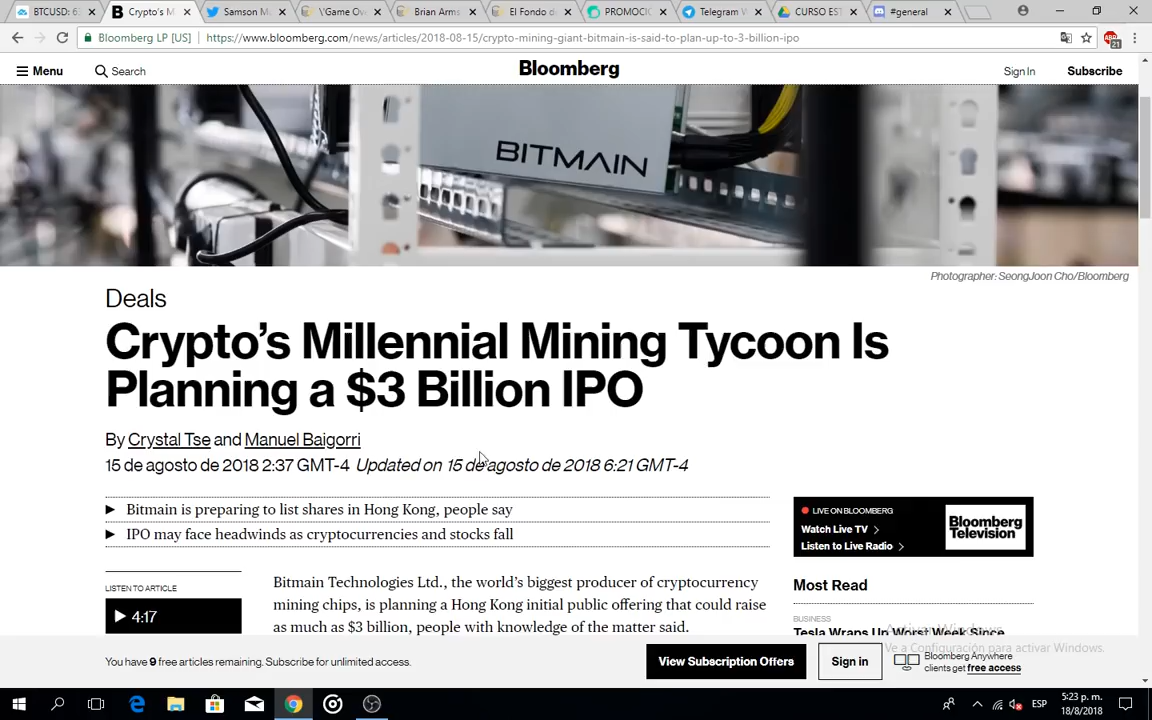 BTCUSD: 6:
Crypto's M
Samson M
\'Game Ov
Brian Arms
El Fondo d
PROMOCIÓ
Telegram W
CURSO EST
#general
Bloomberg LP [US]
https://www.bloomberg.com/news/articles/2018-08-15/crypto-mining-giant-bitmain-is-said-to-plan-up-to-3-billion-ipo
21
Menu
Search
Bloomberg
Sign In
Subscribe
BITMAIN
Photographer: SeongJoon Cho/Bloomberg
Deals
Crypto's Millennial Mining Tycoon Is
Planning a $3 Billion IPO
By Crystal Tse and Manuel Baigorri
15 de agosto de 2018 2:37 GMT-4 Updated on 15 de agosto de 2018 6:21 GMT-4
Bitmain is preparing to list shares in Hong Kong, people say
IPO may face headwinds as cryptocurrencies and stocks fall
LIVE ON BLOOMBERG
Watch Live TV
Listen to Live Radio
Bloomberg
Television
LISTEN TO ARTICLE
4:17
Bitmain Technologies Ltd., the world's biggest producer of cryptocurrency
mining chips, is planning a Hong Kong initial public offering that could raise
as much as $3 billion, people with knowledge of the matter said.
Most Read
BUSINESS
Tesla Wraps Up Worst Week Since
Activar Windows
Ve a Configuración para activar Windows.
You have 9 free articles remaining. Subscribe for unlimited access.
View Subscription Offers
Sign in
Bloomberg Anywhere
clients get free access
ESP
5:23 p. m.
18/8/2018